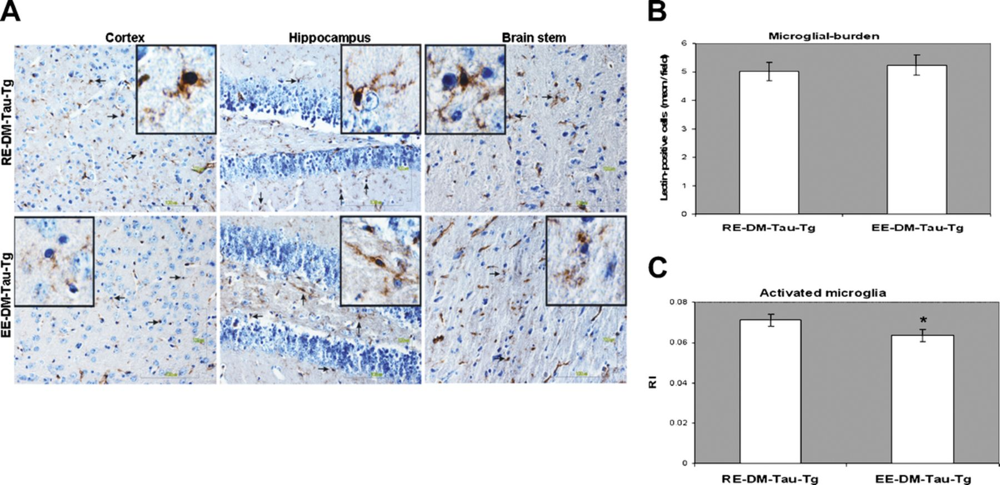 A
Cortex
Hippocampus
Brain stem
RE-DM-Tau-Tg
EE-DM-Tau-Tg
B
Microglial-burden
Lectin-positive cells (mean/field)
6
5
4
3
2
1
0
RE-DM-Tau-Tg
EE-DM-Tau-Tg
C
Activated microglia
RI
0.08
0.06
0.04
0.02
0
*
RE-DM-Tau-Tg
EE-DM-Tau-Tg